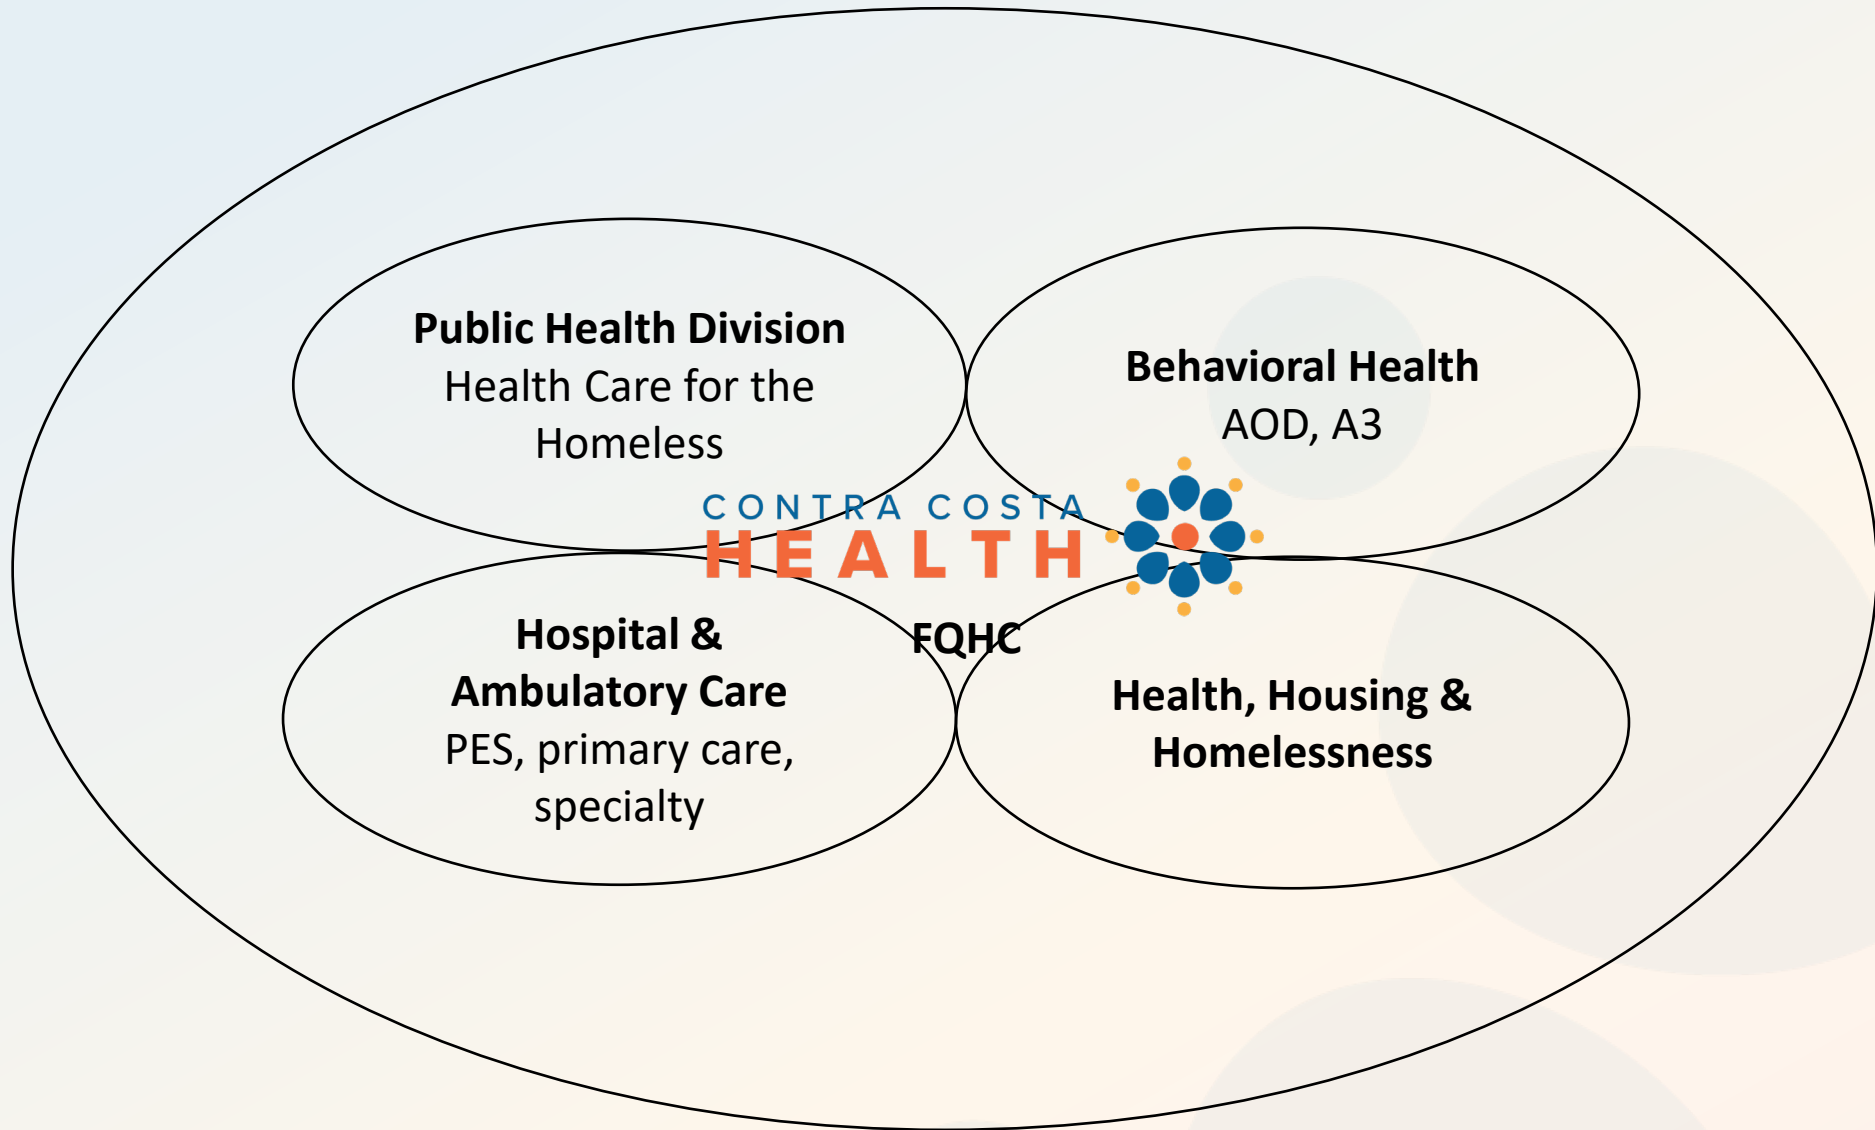 Public Health Division
Health Care for the
Homeless
Behavioral Health
AOD, A3
CONTRA COSTA
HEALTH
FQHC
Hospital &
Ambulatory Care
PES, primary care,
specialty
Health, Housing &
Homelessness